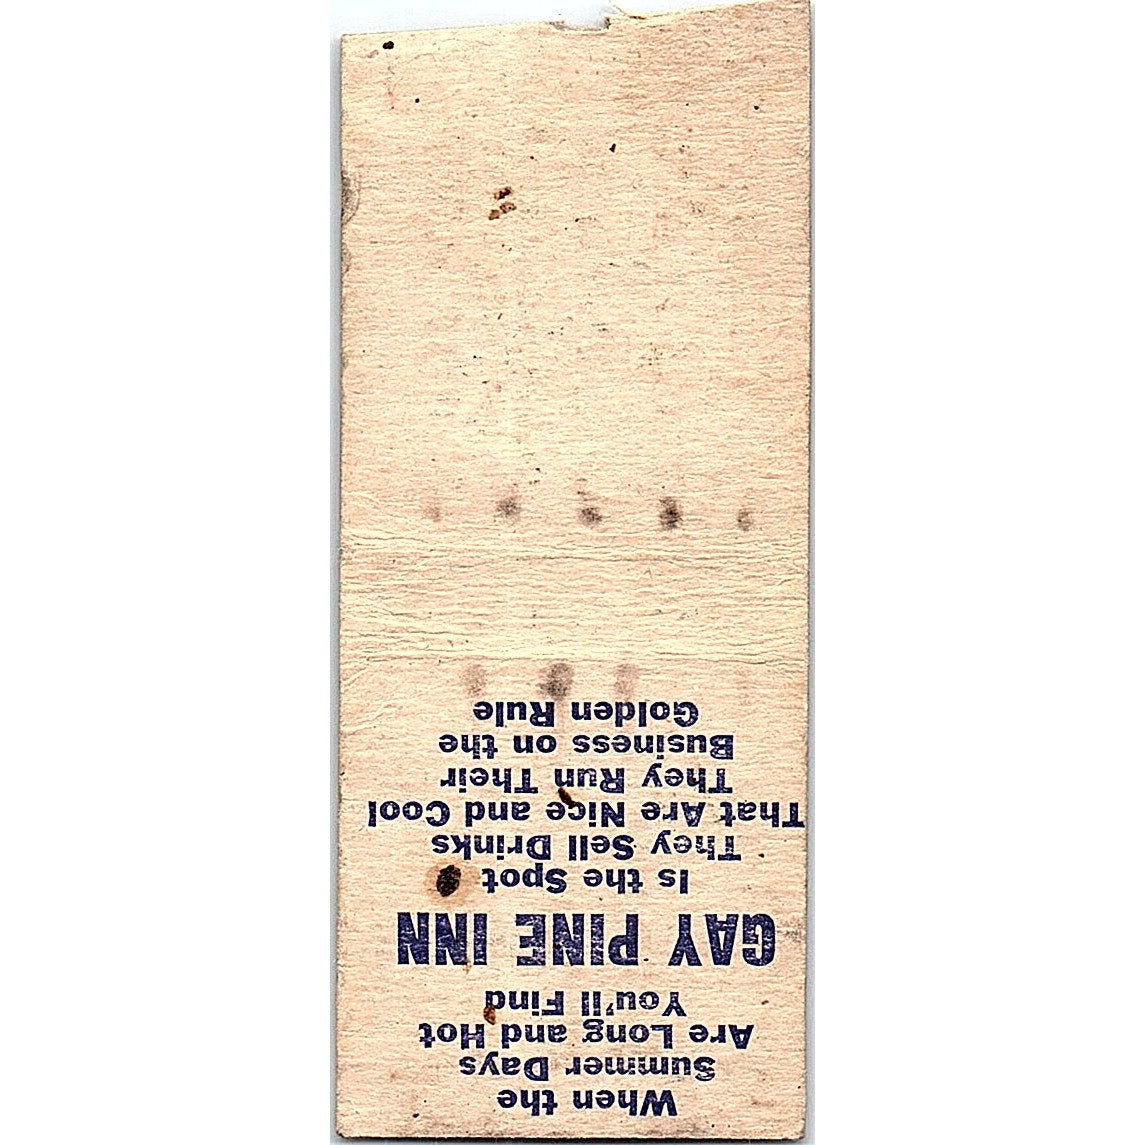 When the
Summer Days
Are Long and Hot
You'll Find
GAY PINE INN
Is the Spot
They Sell Drinks
That Are Nice and Cool
They Run Their
Business on the
Golden Rule